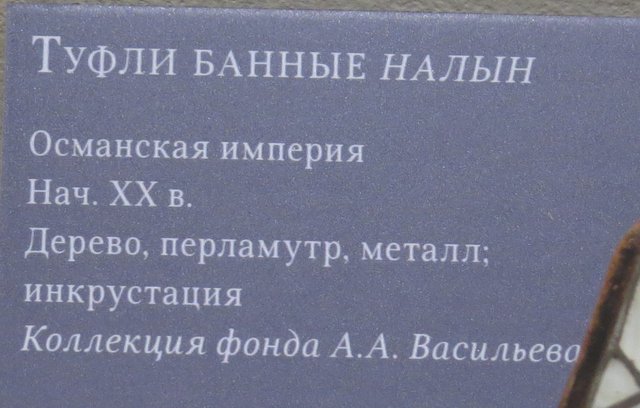 Туфли банные налын
Османская империя
Нач. XX в.
Дерево, перламутр, металл;
инкрустация
Коллекция фонда А.А. Васильева